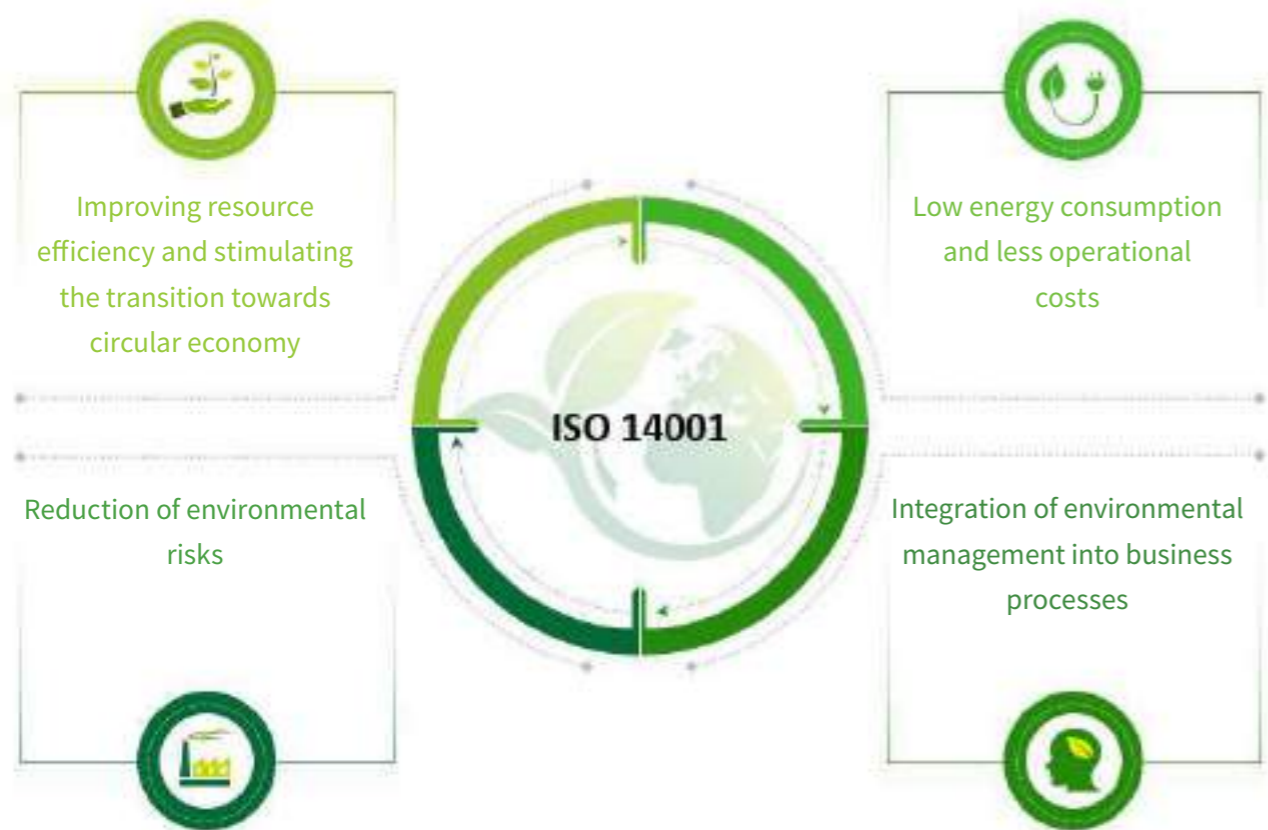 Improving resource
efficiency and stimulating
the transition towards
circular economy
Low energy consumption
and less operational
costs
ISO 14001
Reduction of environmental
risks
Integration of environmental
management into business
processes